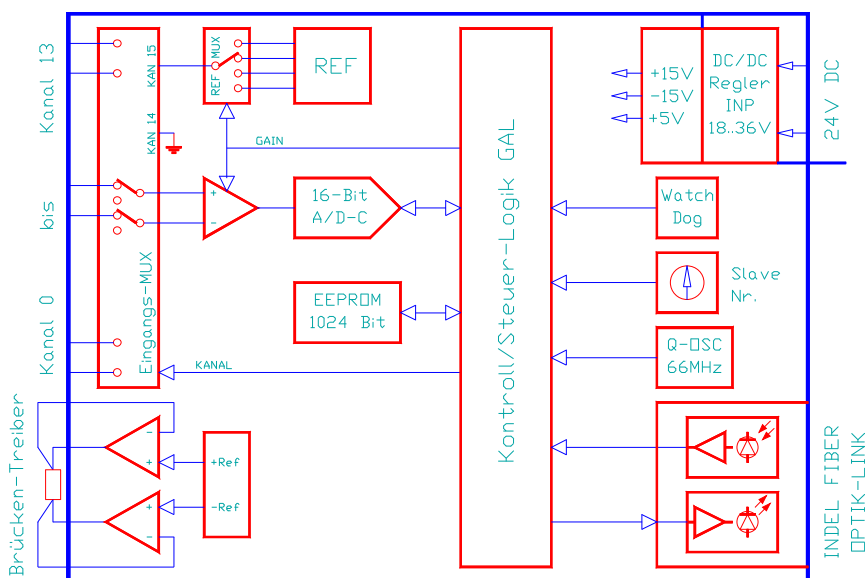 Kanal 13
bis
Kanal 0
Brücken-Treiber
KAN 15
KAN 14
Eingangs-MUX
REF MUX
REF
GAIN
+
-
16-Bit
A/D-C
EEPROM
1024 Bit
KANAL
-
+
+Ref
+
-
-Ref
Kontroll/Steuer-Logik GAL
+15V
-15V
+5V
DC/DC
Regler
INP
18..36V
24V DC
Watch
Dog
Slave
Nr.
Q-OSC
66MHz
INDEL FIBER
OPTIK-LINK